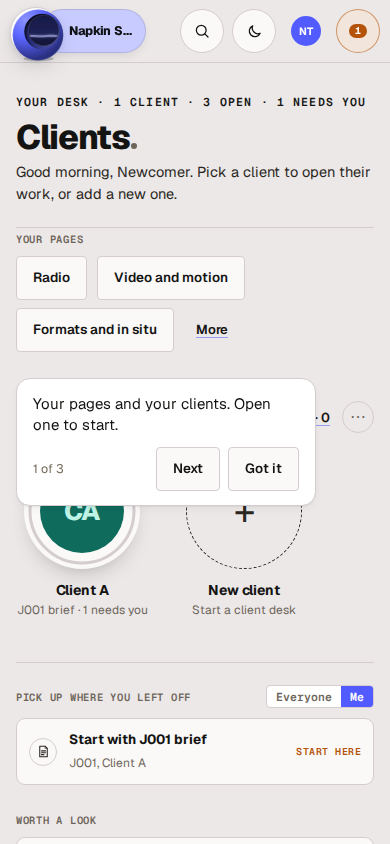 Napkin S...
NT
1
YOUR DESK · 1 CLIENT · 3 OPEN · 1 NEEDS YOU
Clients.
Good morning, Newcomer. Pick a client to open their
work, or add a new one.
YOUR PAGES
Radio
Video and motion
Formats and in situ
More
Your pages and your clients. Open
one to start.
· 0
1 of 3
Next
Got it
CA
+
Client A
New client
J001 brief · 1 needs you
Start a client desk
PICK UP WHERE YOU LEFT OFF
Everyone
Me
Start with J001 brief
J001, Client A
START HERE
WORTH A LOOK